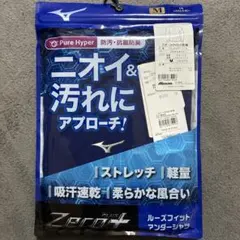 MIZUNO
M
Pure Hyper 防汚・抗菌防臭
ニオイ&
汚れに
アプローチ!
ストレッチ 軽量
吸汗速乾 柔らかな風合い
Zero+
ルーズフィット
アンダーシャツ